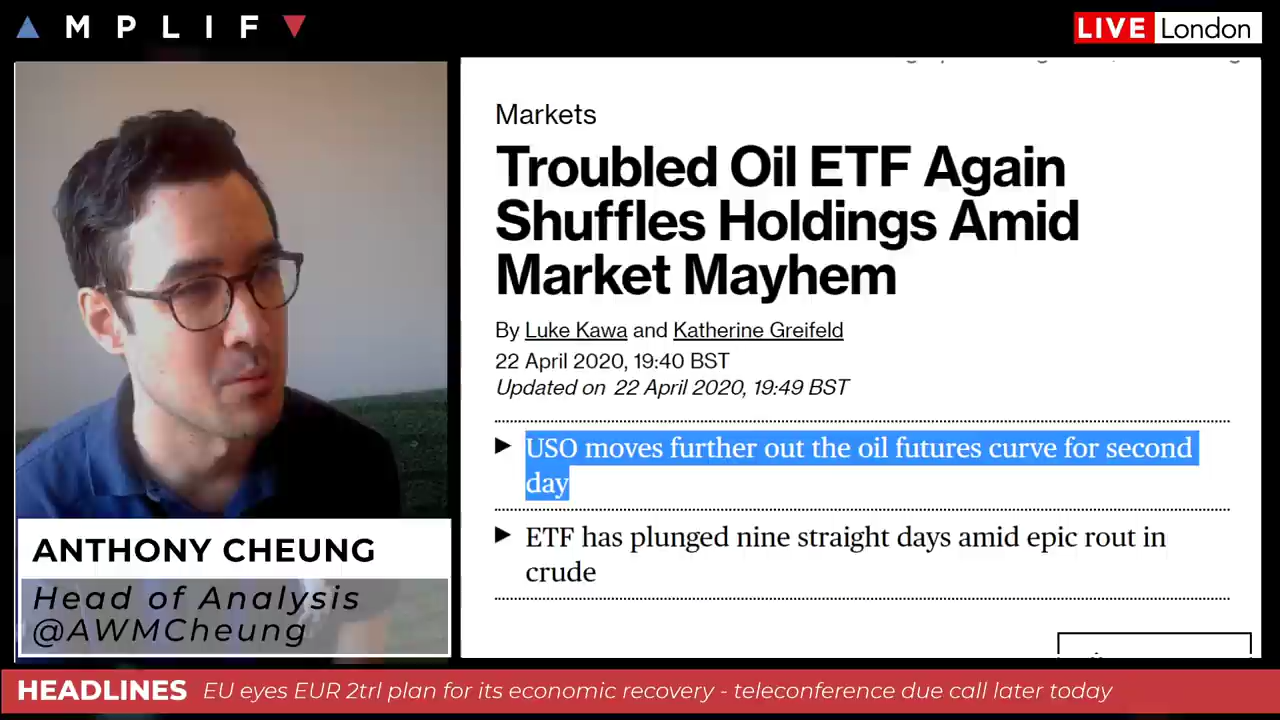 AMPLIFY
LIVE London
Markets
Troubled Oil ETF Again
Shuffles Holdings Amid
Market Mayhem
By Luke Kawa and Katherine Greifeld
22 April 2020, 19:40 BST
Updated on 22 April 2020, 19:49 BST
▶ USO moves further out the oil futures curve for second
day
▶ ETF has plunged nine straight days amid epic rout in
crude
ANTHONY CHEUNG
Head of Analysis
@AWMCheung
HEADLINES EU eyes EUR 2trl plan for its economic recovery - teleconference due call later today